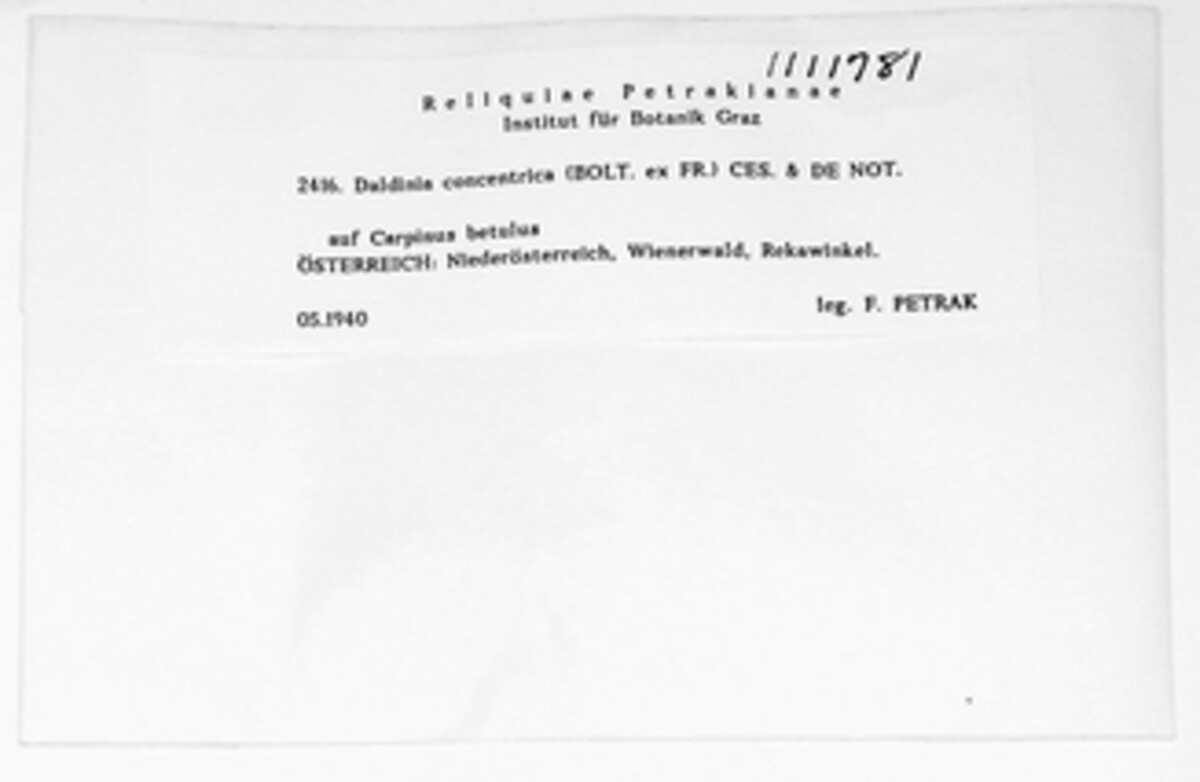 1111781
Reliquiae Petrakianae
Institut für Botanik Graz
2416. Daldinia concentrica (BOLT. ex FR.) CES. & DE NOT.
auf Carpinus betulus
ÖSTERREICH: Niederösterreich, Wienerwald, Rekawinkel.
05.1940
leg. F. PETRAK